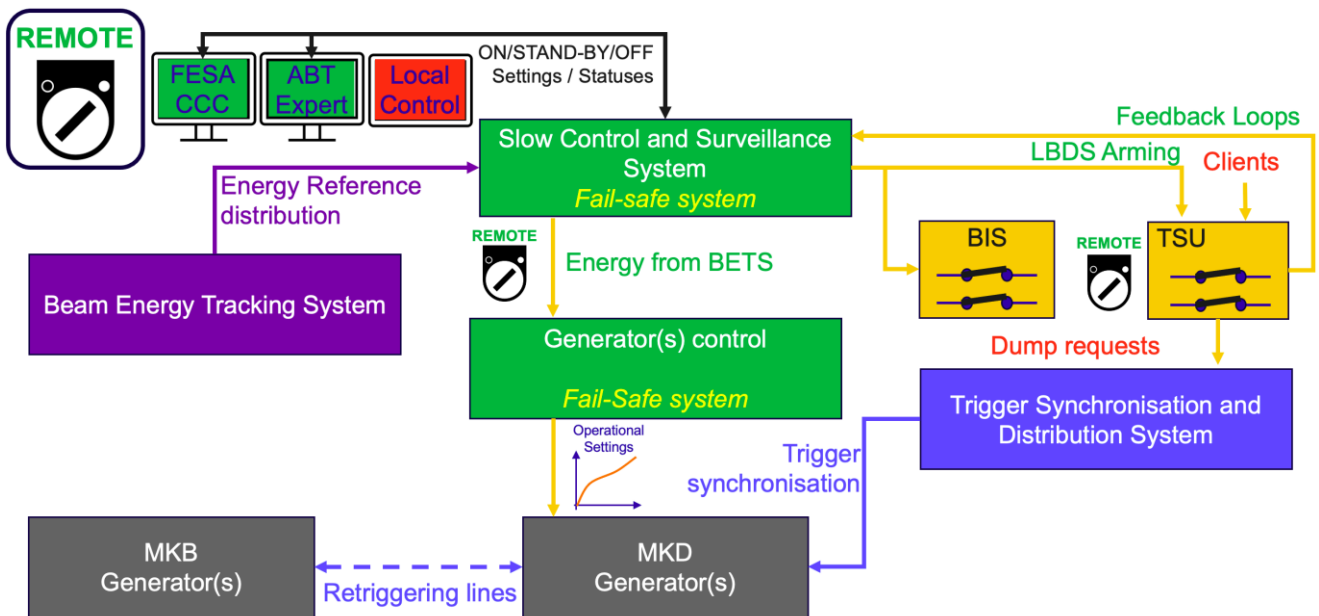 REMOTE
FESA
CCC
ABT
Expert
Local
Control
ON/STAND-BY/OFF
Settings / Statuses
Slow Control and Surveillance
System
Fail-safe system
Feedback Loops
LBDS Arming
Clients
Energy Reference
distribution
REMOTE
Energy from BETS
BIS
REMOTE
TSU
Beam Energy Tracking System
Generator(s) control
Fail-Safe system
Dump requests
Trigger Synchronisation and
Distribution System
Operational
Settings
Trigger
synchronisation
MKB
Generator(s)
Retriggering lines
MKD
Generator(s)